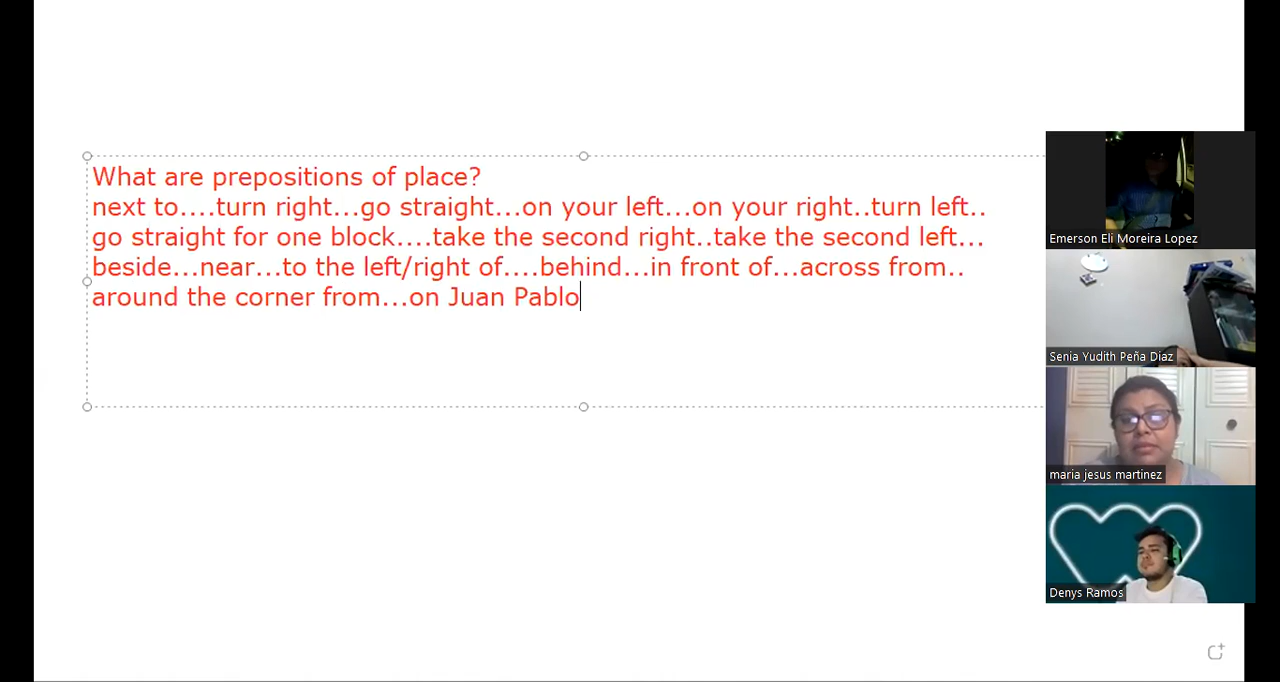 What are prepositions of place?
next to....turn right...go straight...on your left...on your right..turn left..
go straight for one block....take the second right..take the second left...
beside...near...to the left/right of....behind...in front of...across from..
around the corner from...on Juan Pablo
Emerson Eli Moreira Lopez
Senia Yudith Peña Diaz
maria jesus martinez
Denys Ramos